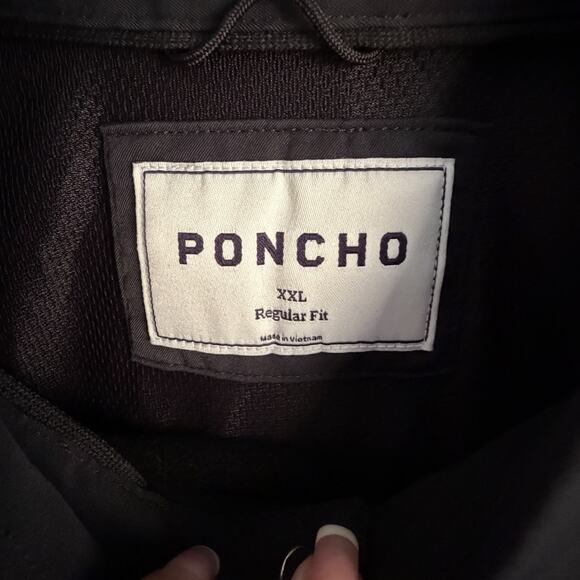 PONCHO
XXL
Regular Fit
Made in Vietnam